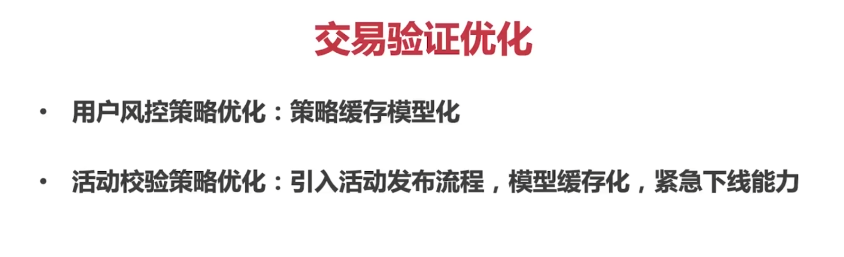 交易验证优化
• 用户风控策略优化：策略缓存模型化
• 活动校验策略优化：引入活动发布流程，模型缓存化，紧急下线能力